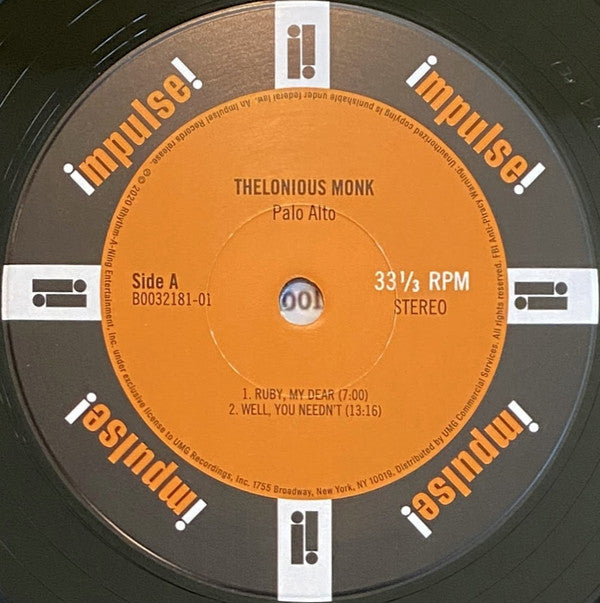 impulse!
impulse!
impulse!
impulse!
THELONIOUS MONK
Palo Alto
Side A
B0032181-01
33 1/3 RPM
STEREO
1. RUBY, MY DEAR (7:00)
2. WELL, YOU NEEDN'T (13:16)
℗© 2020 Rhythm-A-Ning Entertainment, Inc. under exclusive license to UMG Recordings, Inc. 1755 Broadway, New York, NY 10019. Distributed by UMG Commercial Services. All rights reserved. FBI Anti-Piracy Warning: Unauthorized copying is punishable under federal law. An Impulse! Records release.